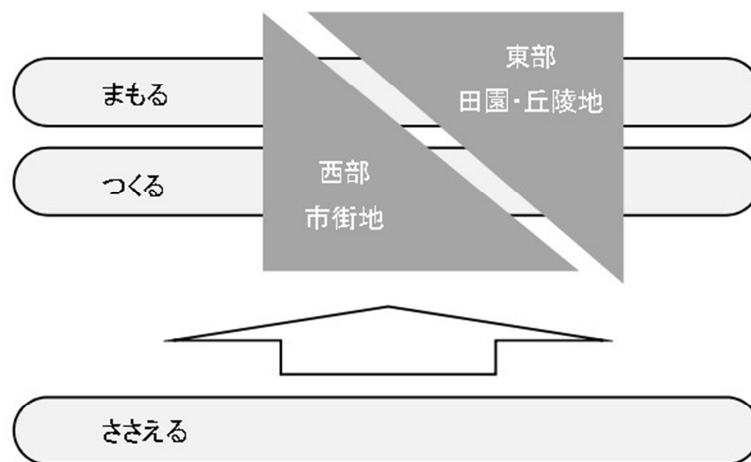 東部
田園・丘陵地
まもる
西部
市街地
つくる
ささえる